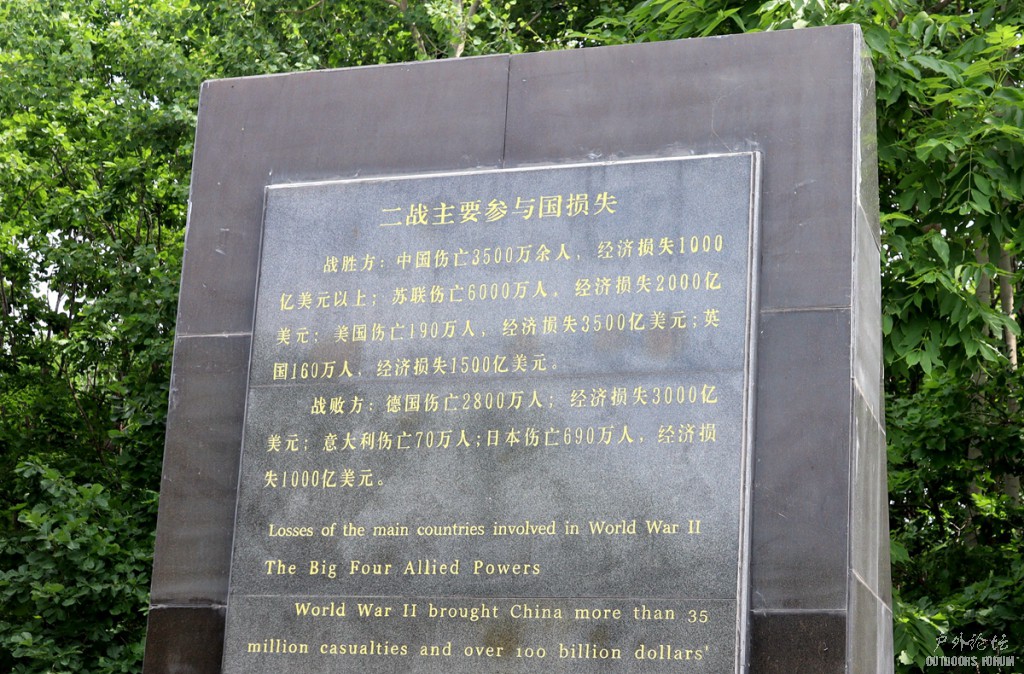 二战主要参与国损失
战胜方：中国伤亡3500万余人，经济损失1000
亿美元以上；苏联伤亡6000万人，经济损失2000亿
美元；美国伤亡190万人，经济损失3500亿美元；英
国160万人，经济损失1500亿美元。
战败方：德国伤亡2800万人；经济损失3000亿
美元；意大利伤亡70万人；日本伤亡690万人，经济损
失1000亿美元。
Losses of the main countries involved in World War II
The Big Four Allied Powers
World War II brought China more than 35
million casualties and over 100 billion dollars'
户外论坛
OUTDOORS FORUM